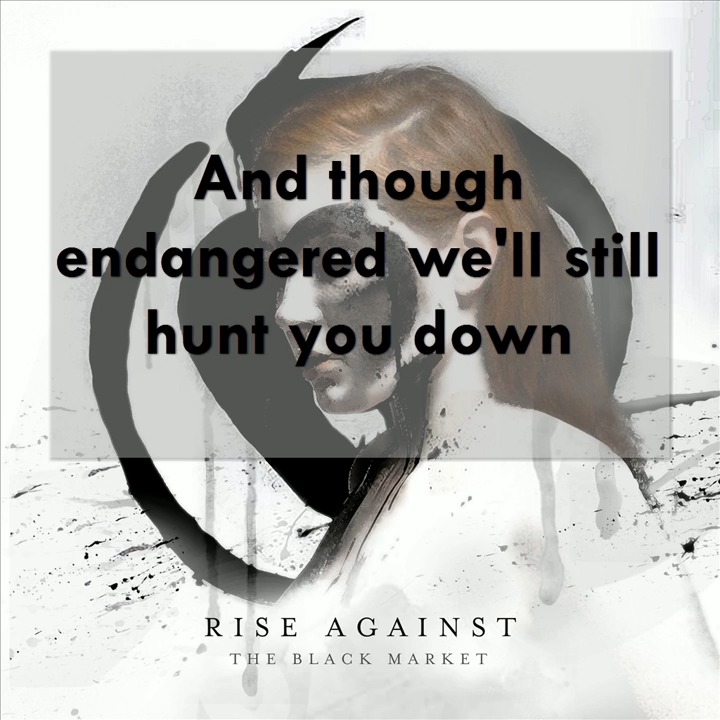 And though
endangered we'll still
hunt you down
RISE AGAINST
THE BLACK MARKET